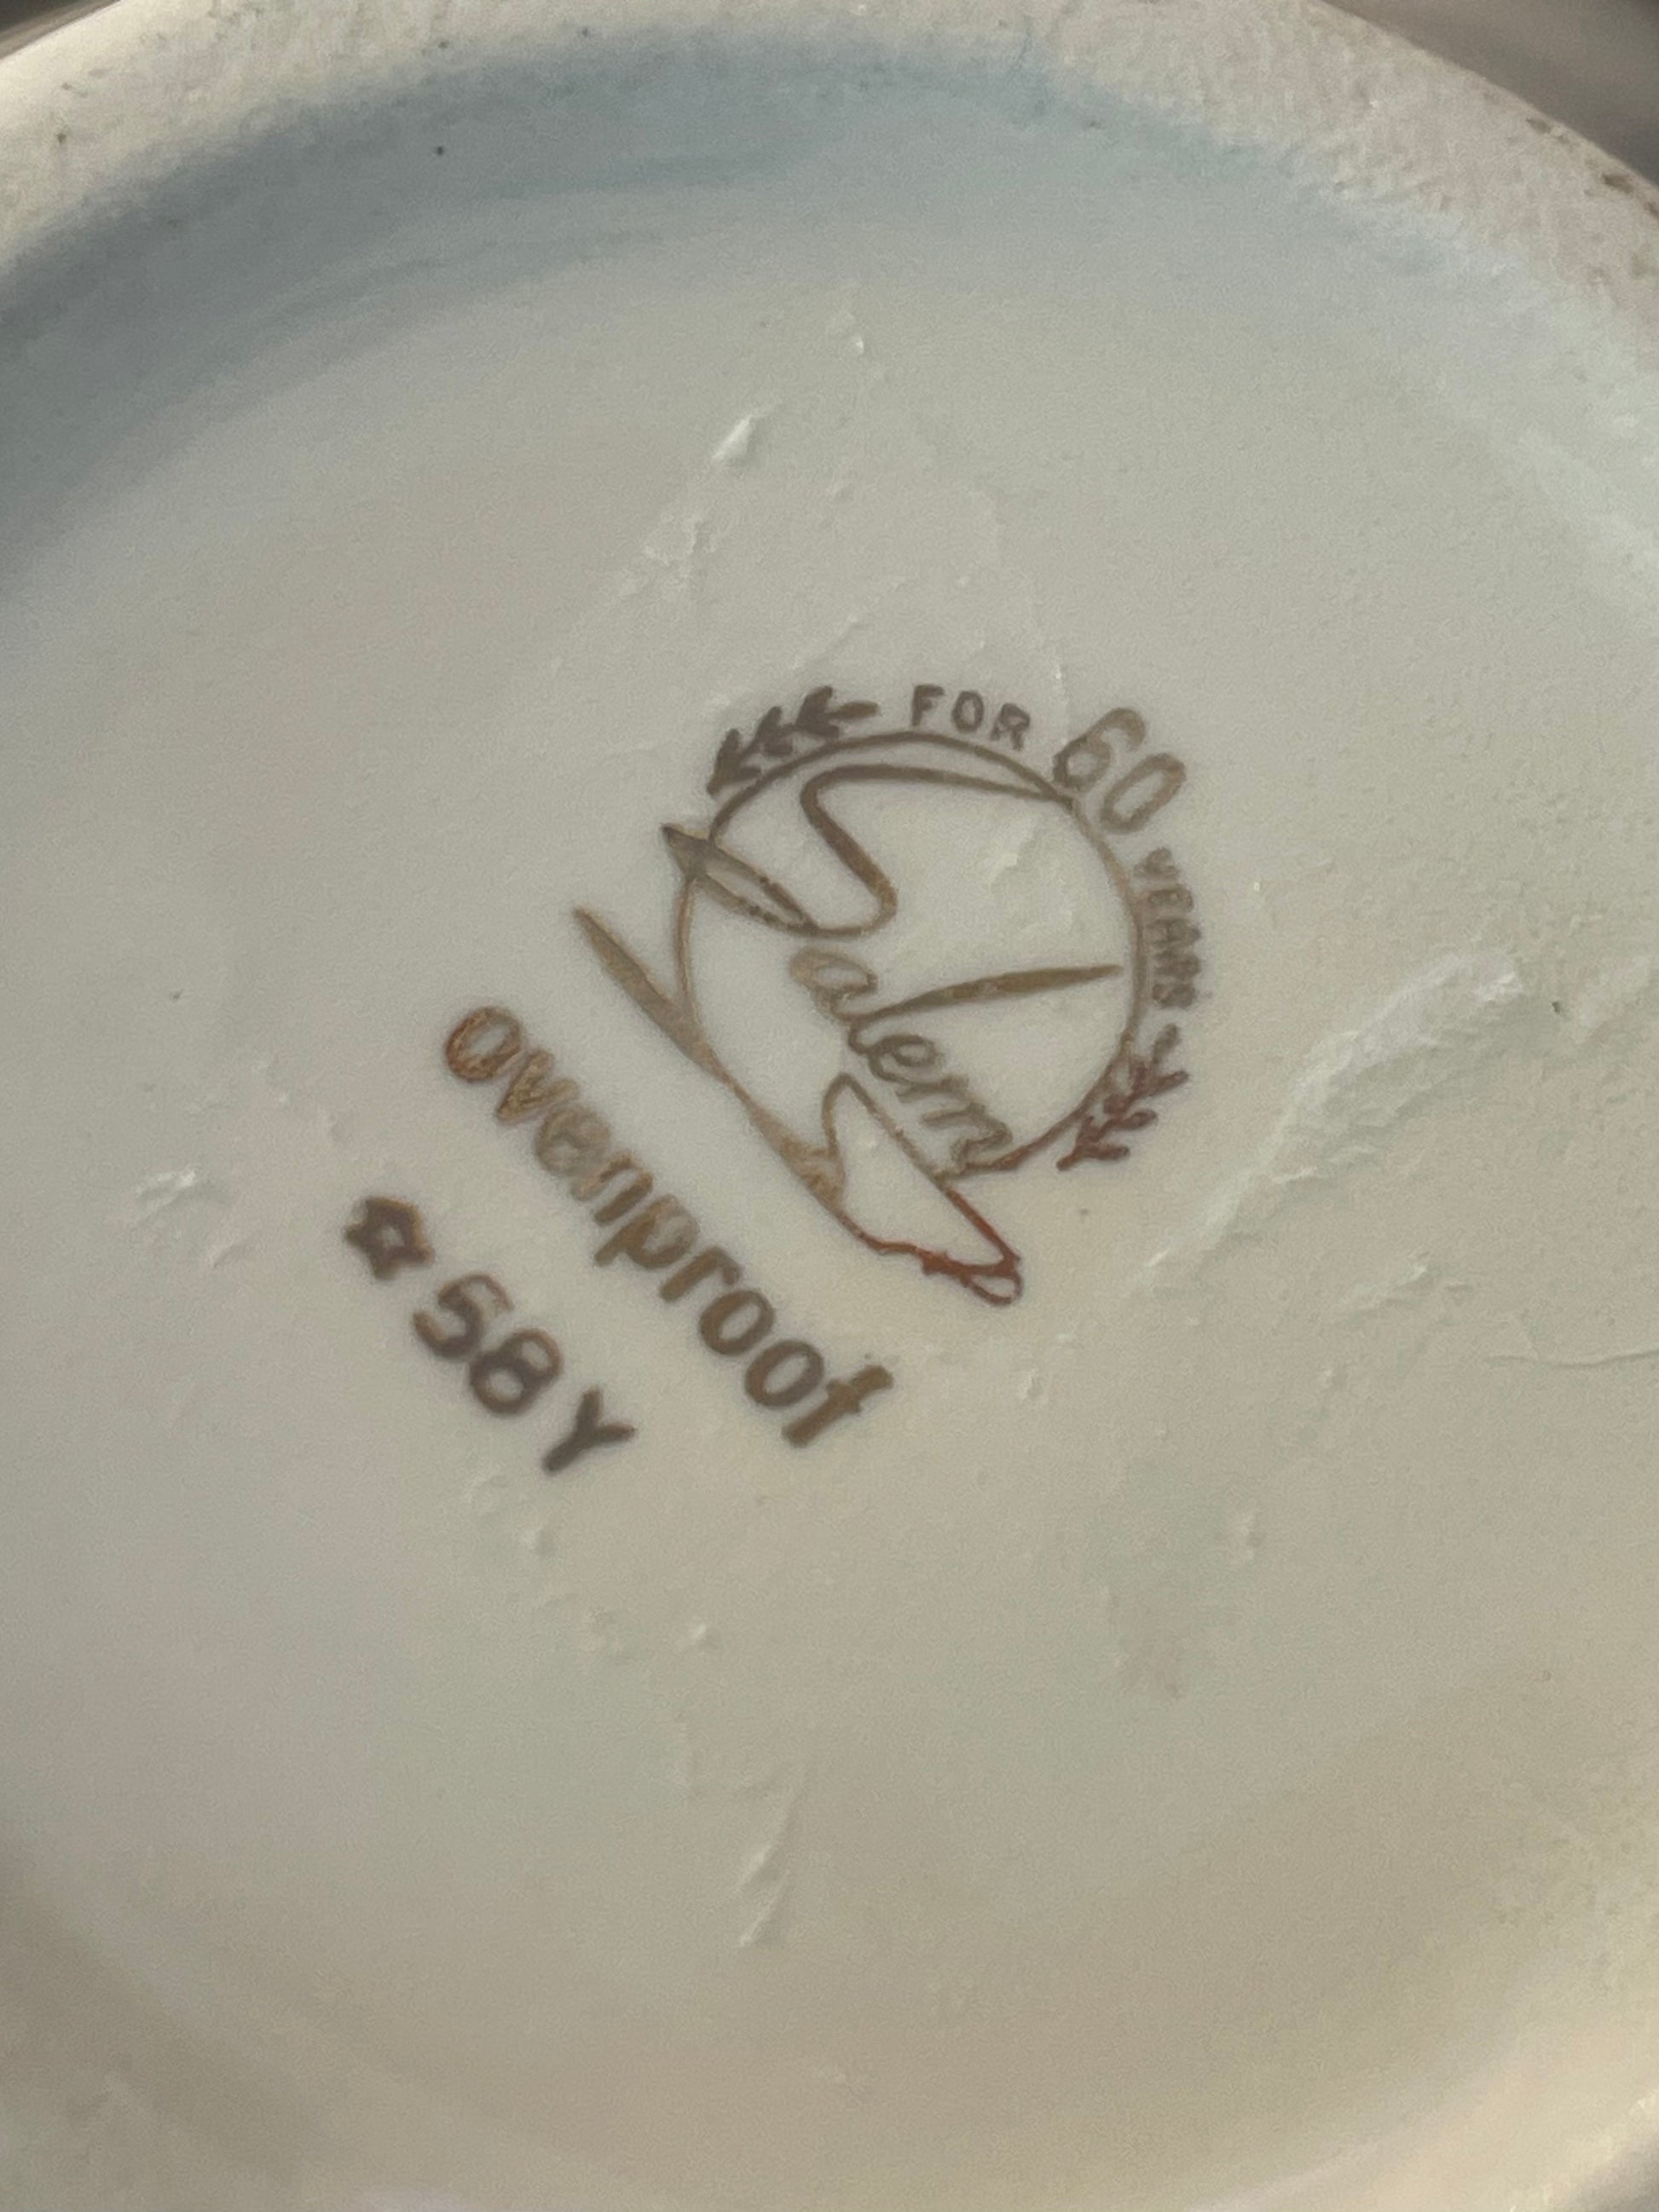 FOR 60 YEARS
Salem
ovenproof
☆ 58 Y